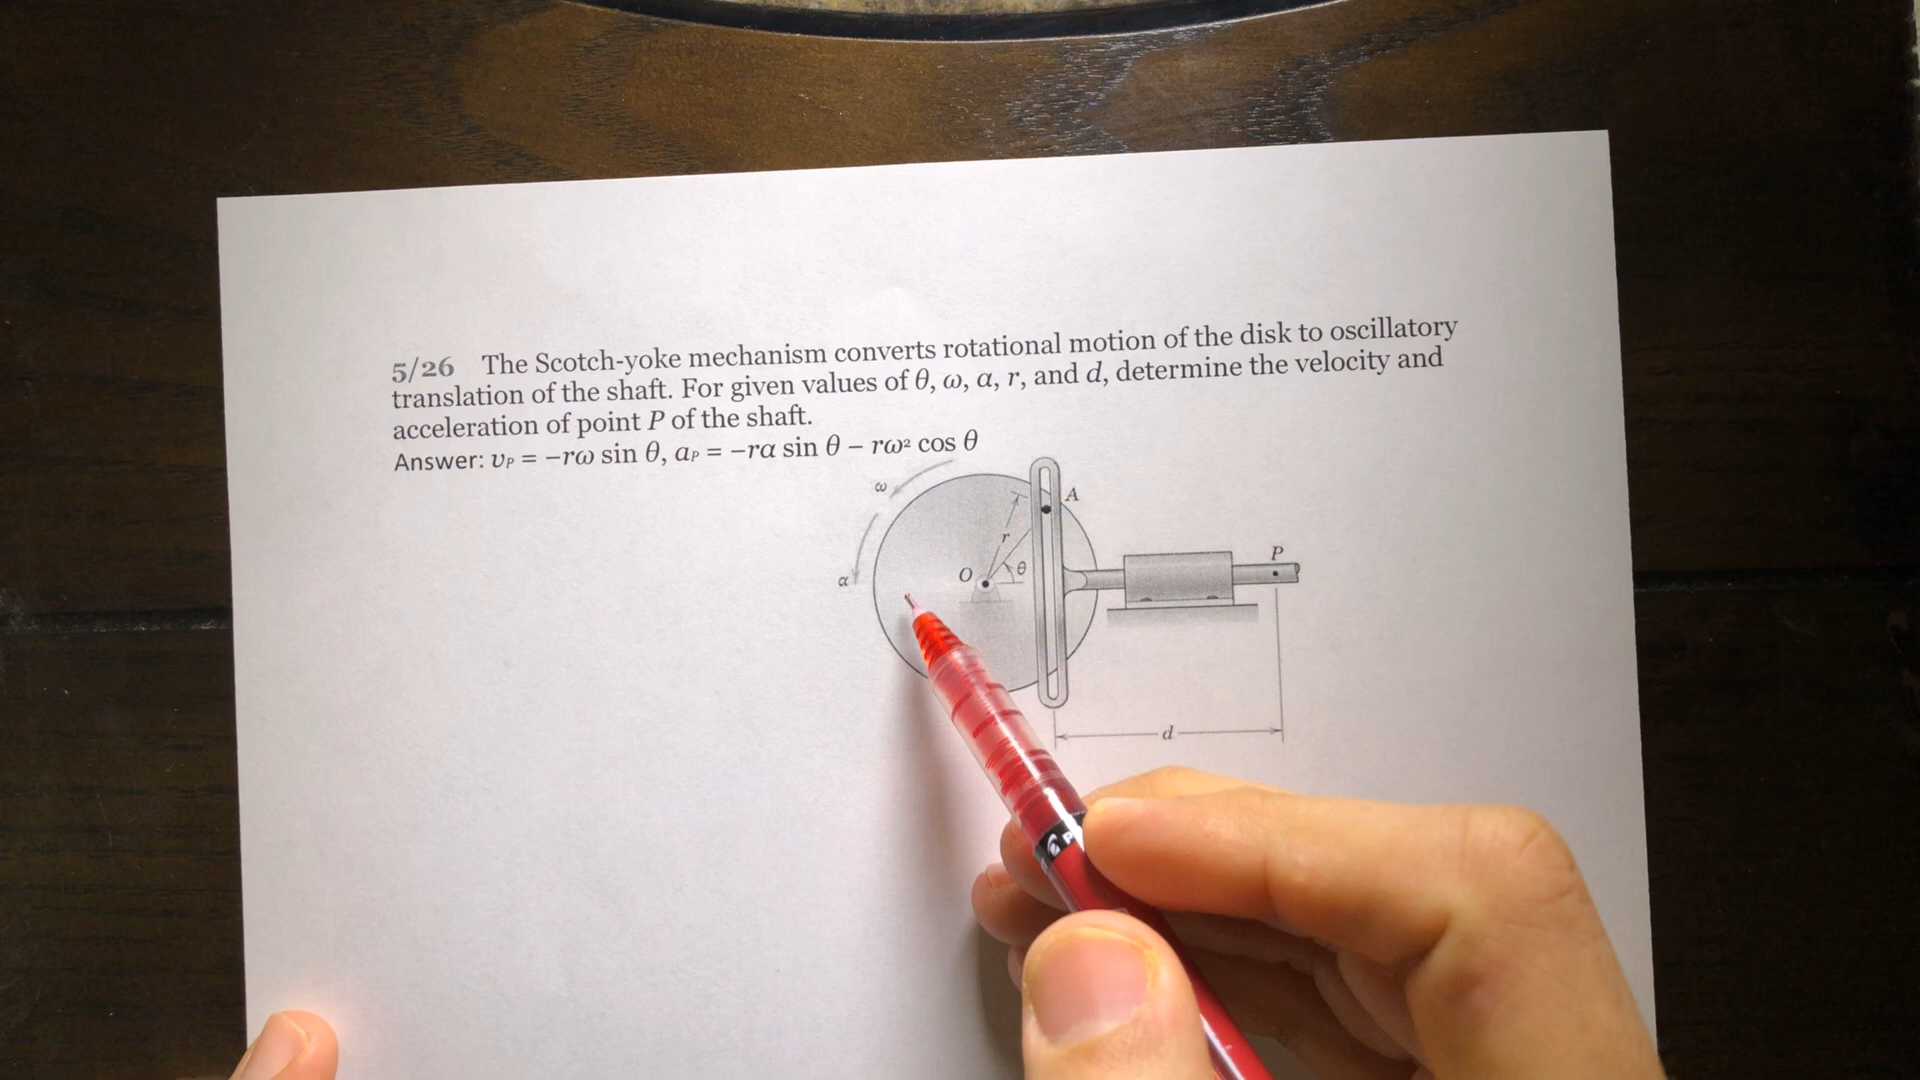 5/26 The Scotch-yoke mechanism converts rotational motion of the disk to oscillatory
translation of the shaft. For given values of θ, ω, α, r, and d, determine the velocity and
acceleration of point P of the shaft.
Answer: υP = −rω sin θ, aP = −rα sin θ − rω² cos θ
ω
A
r
P
O
θ
α
d